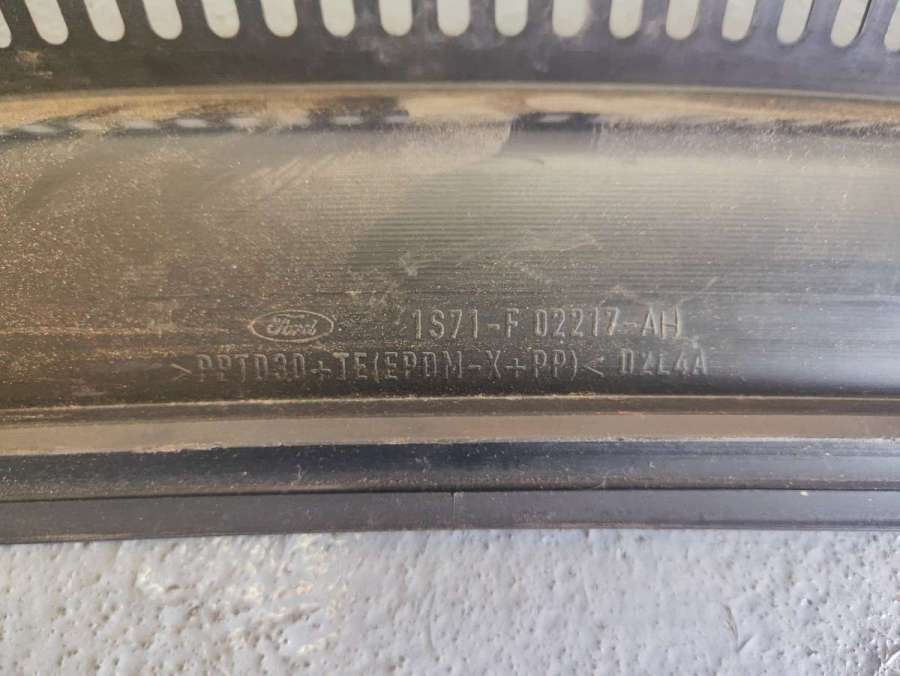 Ford 1S71-F 02217-AH
>PPTD30+TE(EPDM-X+PP)< D2L4A